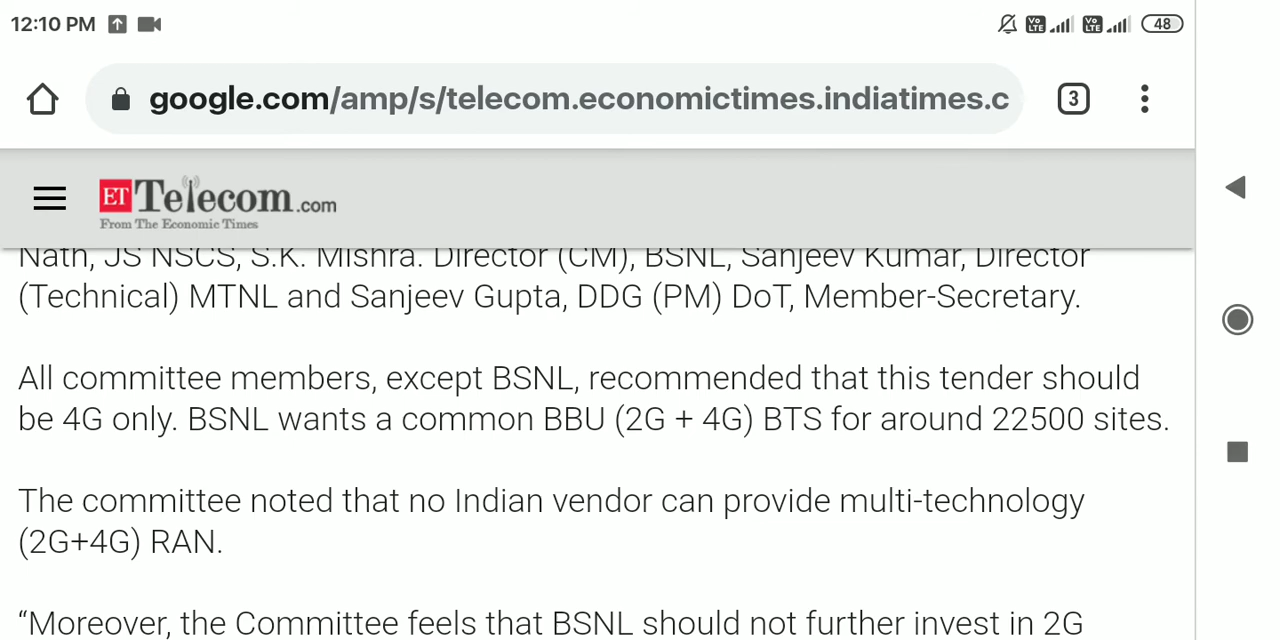 12:10 PM Vo LTE Vo LTE 48
google.com/amp/s/telecom.economictimes.indiatimes.c 3
ET Telecom.com
From The Economic Times
Nath, JS NSCS, S.K. Mishra. Director (CM), BSNL, Sanjeev Kumar, Director
(Technical) MTNL and Sanjeev Gupta, DDG (PM) DoT, Member-Secretary.
All committee members, except BSNL, recommended that this tender should
be 4G only. BSNL wants a common BBU (2G + 4G) BTS for around 22500 sites.
The committee noted that no Indian vendor can provide multi-technology
(2G+4G) RAN.
“Moreover, the Committee feels that BSNL should not further invest in 2G